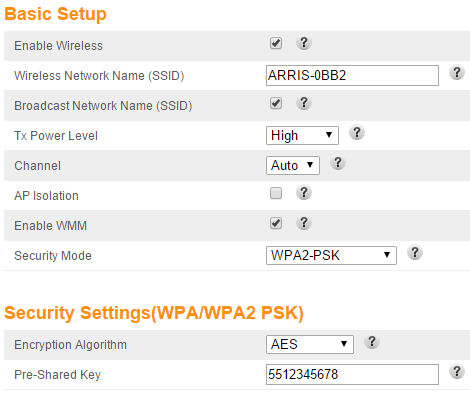 Basic Setup
Enable Wireless ?
Wireless Network Name (SSID) ARRIS-0BB2 ?
Broadcast Network Name (SSID) ?
Tx Power Level High ?
Channel Auto ?
AP Isolation ?
Enable WMM ?
Security Mode WPA2-PSK ?
Security Settings(WPA/WPA2 PSK)
Encryption Algorithm AES ?
Pre-Shared Key 5512345678 ?